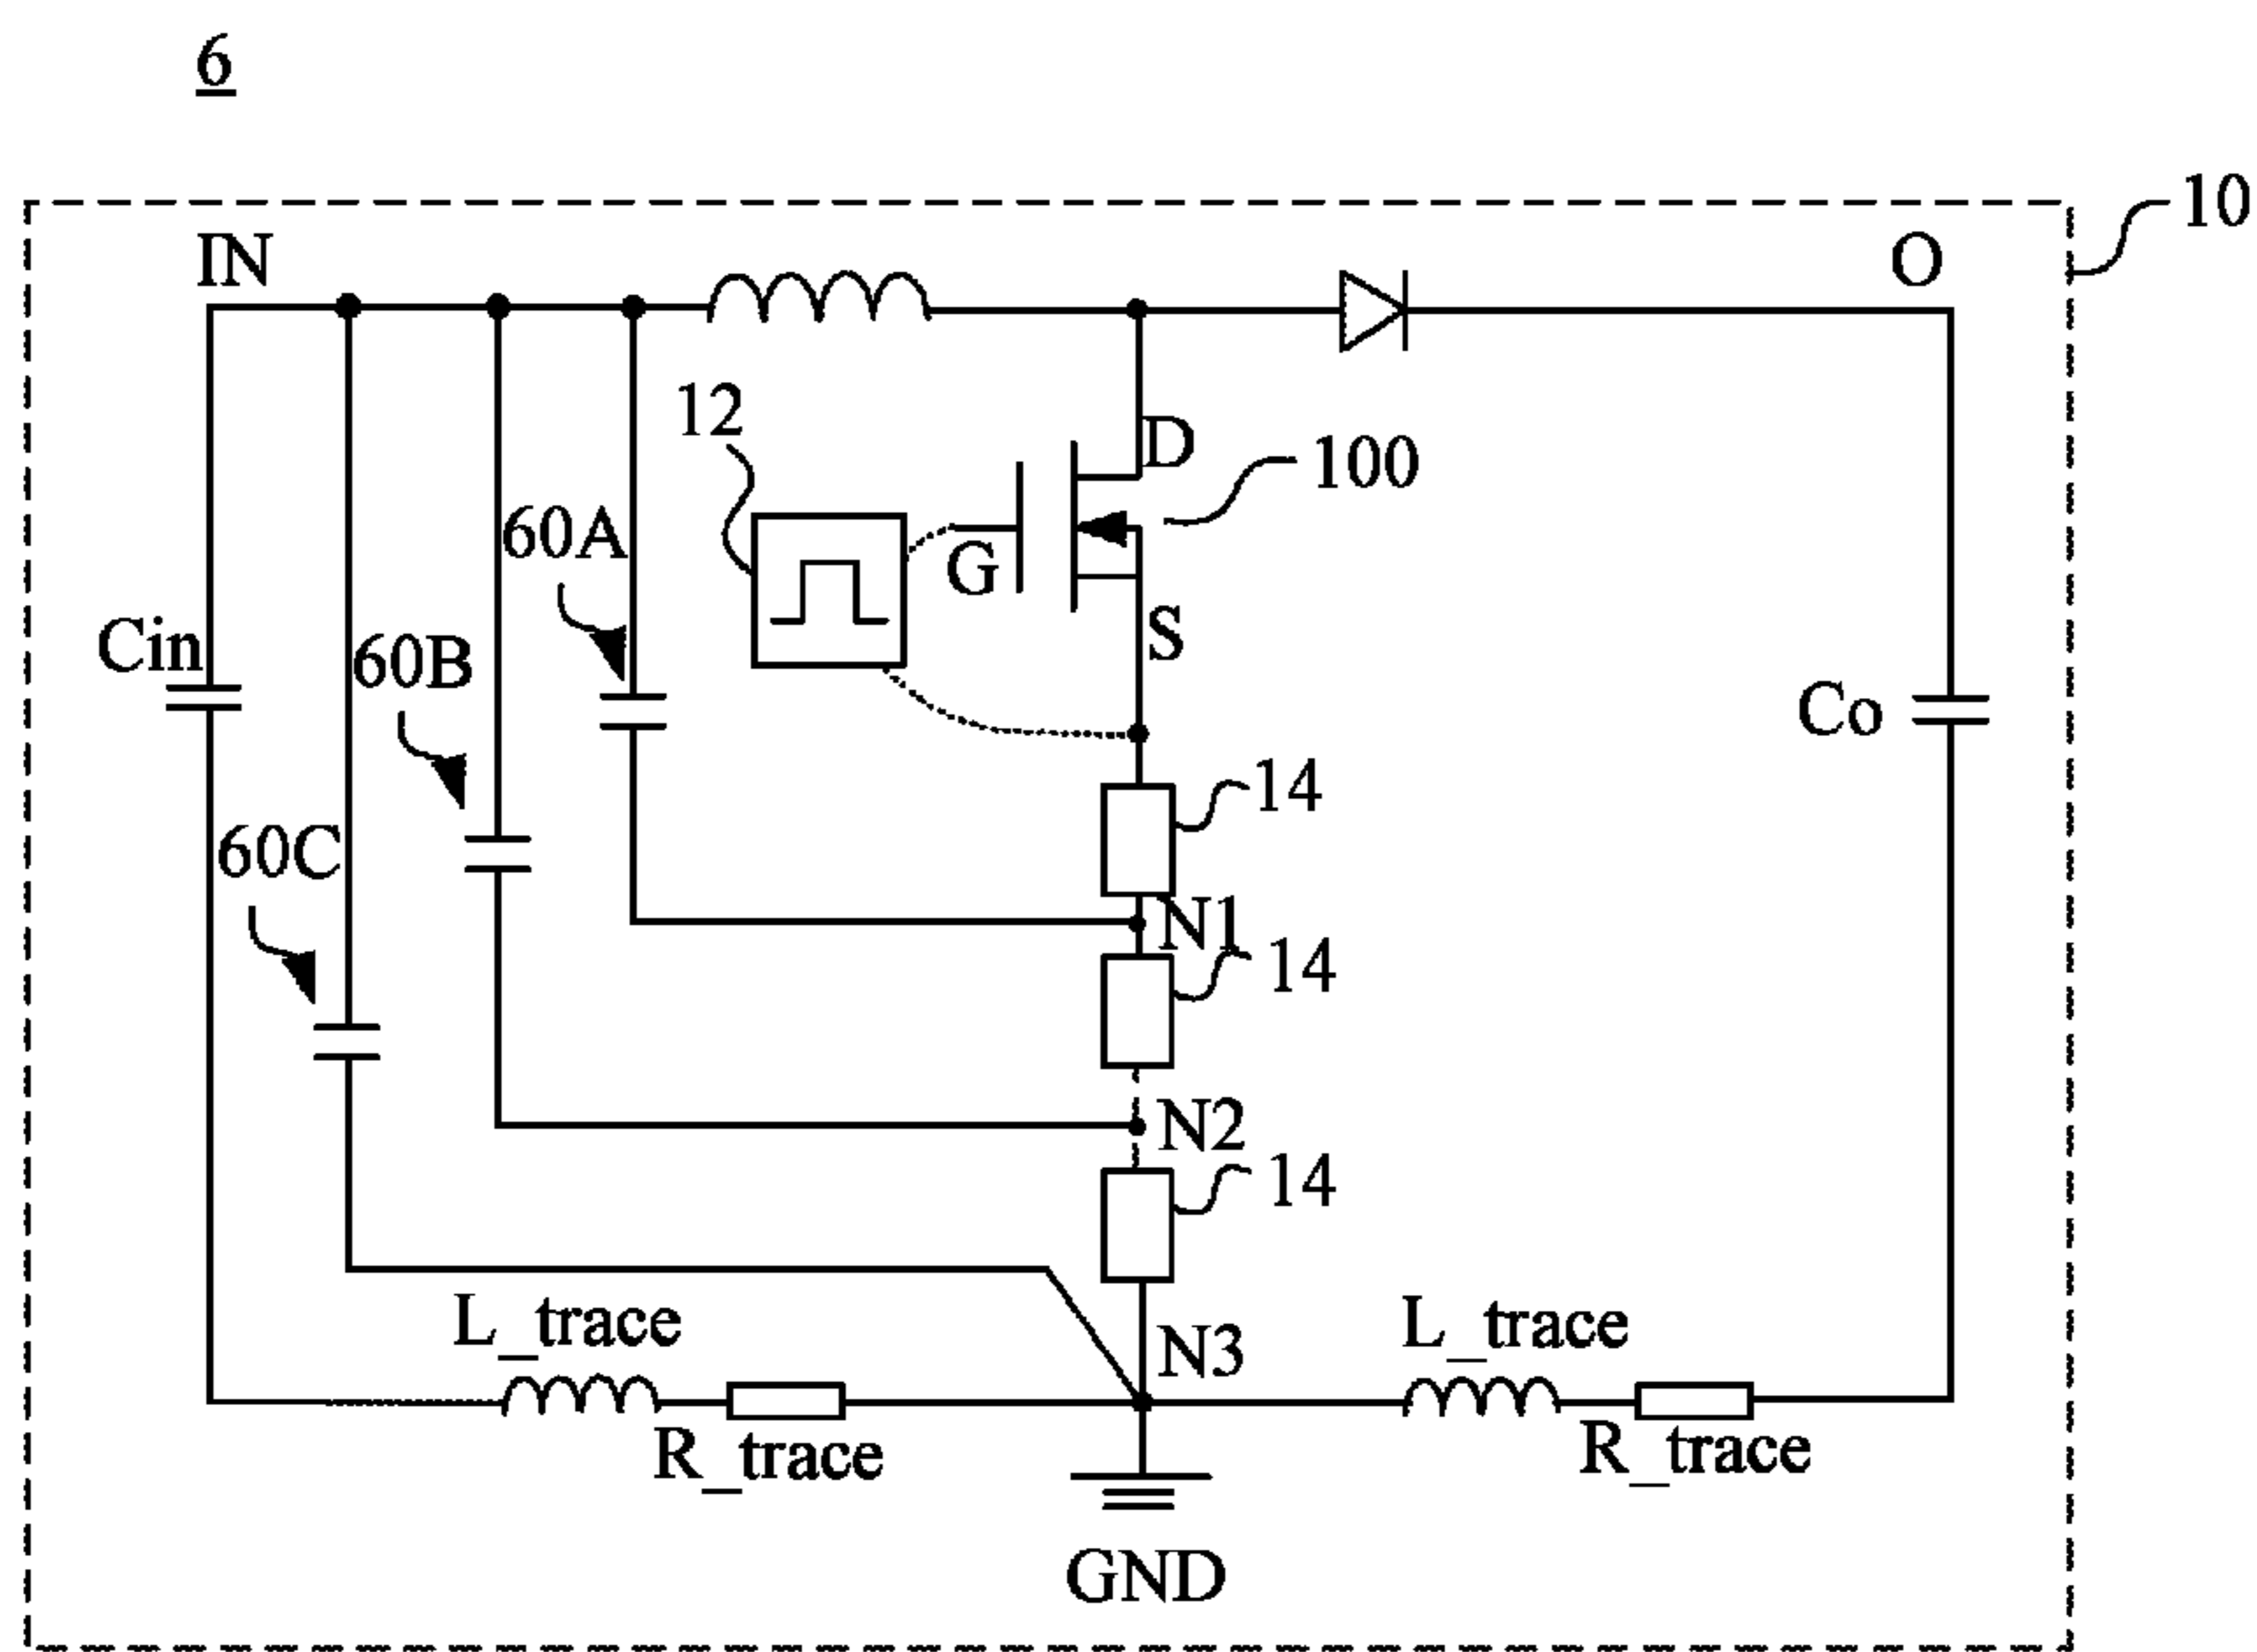 6
10
IN
O
12
D
100
60A
G
S
Cin
60B
Co
14
60C
N1
14
N2
14
L_trace
N3
L_trace
R_trace
R_trace
GND